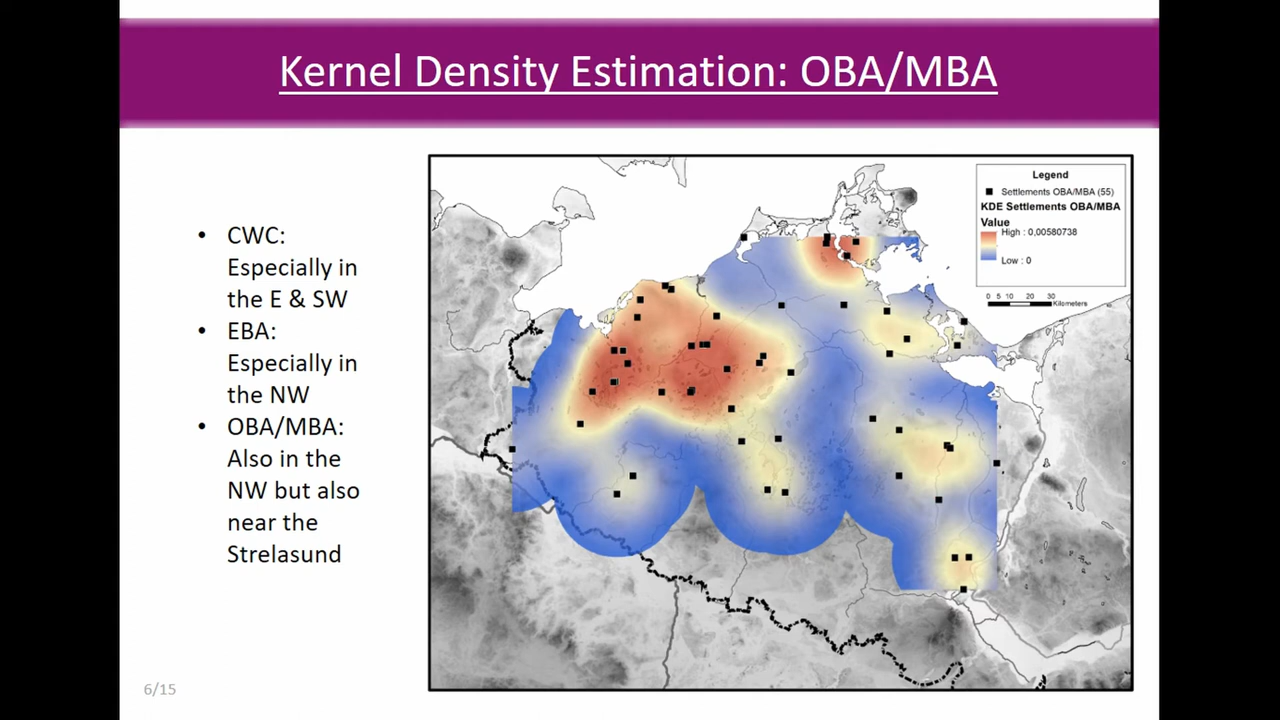 Kernel Density Estimation: OBA/MBA
• CWC:
Especially in
the E & SW
• EBA:
Especially in
the NW
• OBA/MBA:
Also in the
NW but also
near the
Strelasund
Legend
Settlements OBA/MBA (55)
KDE Settlements OBA/MBA
Value
High : 0,00580738
Low : 0
0 5 10 20 30
Kilometers
6/15